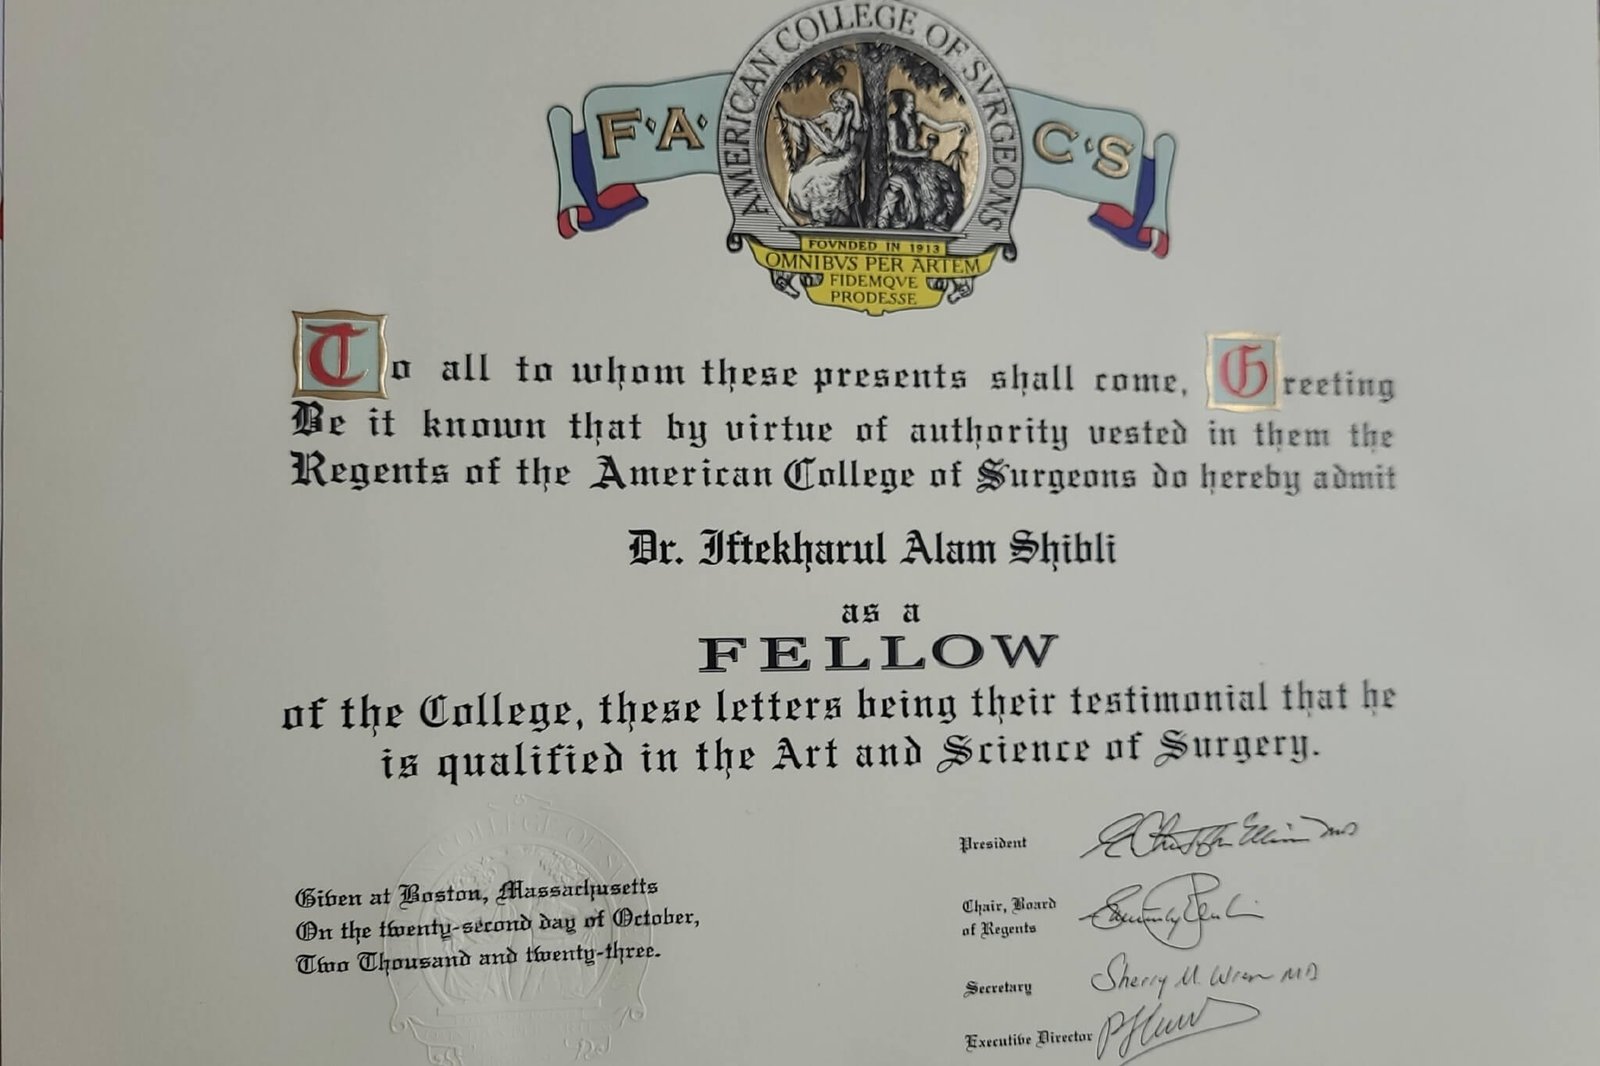 AMERICAN COLLEGE OF SVRGEONS
F·A·C·S
FOVNDED IN 1913
OMNIBVS PER ARTEM
FIDEMQVE
PRODESSE
To all to whom these presents shall come, Greeting
Be it known that by virtue of authority vested in them the
Regents of the American College of Surgeons do hereby admit
Dr. Iftekharul Alam Shibli
as a
FELLOW
of the College, these letters being their testimonial that he
is qualified in the Art and Science of Surgery.
Given at Boston, Massachusetts
On the twenty-second day of October,
Two Thousand and twenty-three.
President
Chair, Board
of Regents
Secretary Sherry M. Wren MD
Executive Director